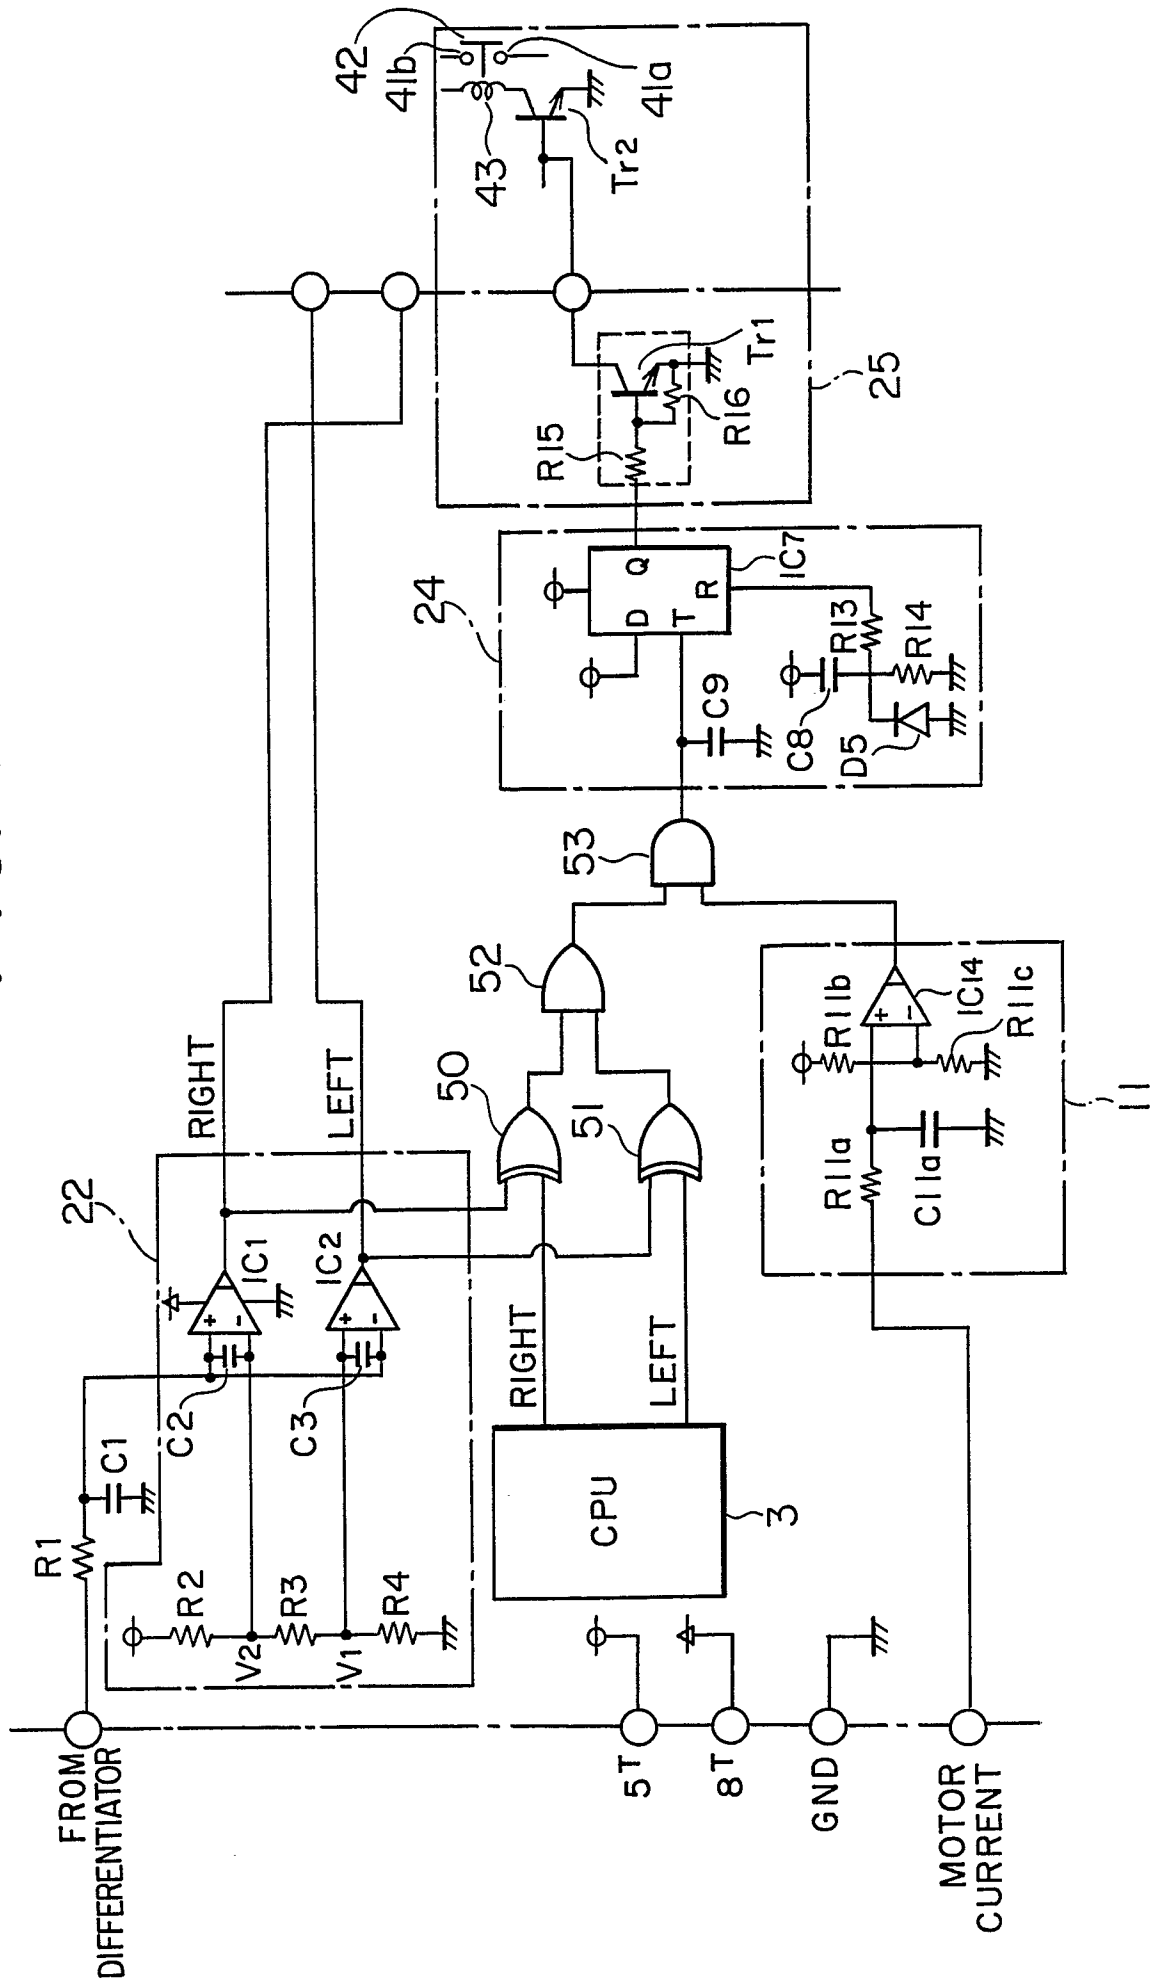 FROM
DIFFERENTIATOR
R1
C1
22
R2
V2
R3
V1
R4
C2
C3
+
-
IC1
+
-
IC2
RIGHT
LEFT
CPU
3
RIGHT
LEFT
50
51
52
53
5T
8T
GND
MOTOR
CURRENT
R11a
C11a
R11b
+
-
IC14
R11c
11
24
D
Q
T
R
IC7
C9
C8
R13
R14
D5
R15
R16
Tr1
25
42
41b
41a
43
Tr2